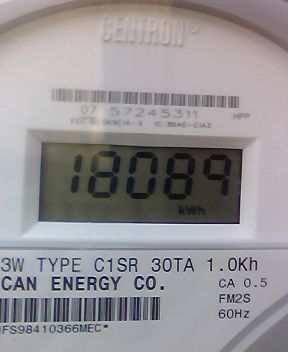 CENTRON®
07 57245311 HPP
18089
kWh
3W TYPE C1SR 30TA 1.0Kh
CAN ENERGY CO. CA 0.5
FM2S
IFS98410366MEC* 60Hz